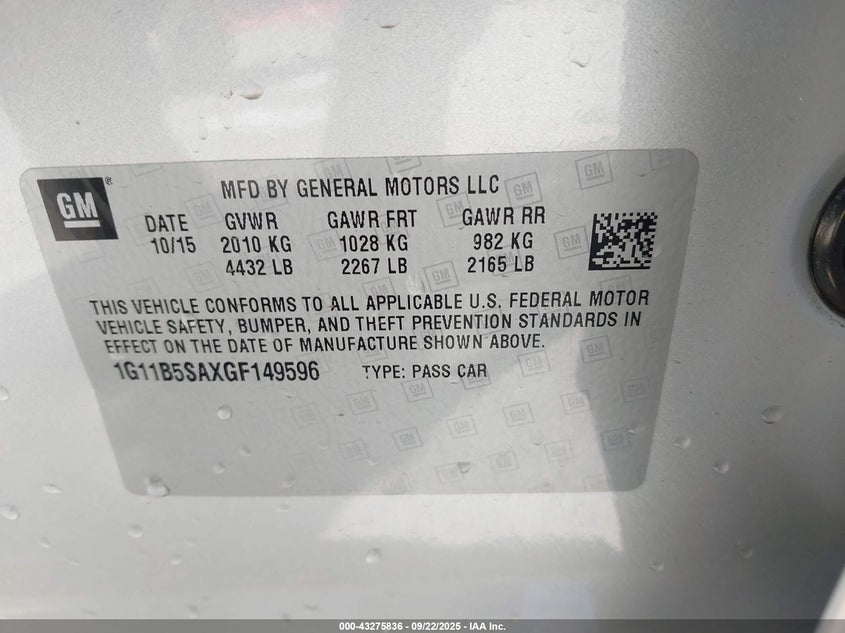 GM
MFD BY GENERAL MOTORS LLC
DATE GVWR GAWR FRT GAWR RR
10/15 2010 KG 1028 KG 982 KG
4432 LB 2267 LB 2165 LB
THIS VEHICLE CONFORMS TO ALL APPLICABLE U.S. FEDERAL MOTOR
VEHICLE SAFETY, BUMPER, AND THEFT PREVENTION STANDARDS IN
EFFECT ON THE DATE OF MANUFACTURE SHOWN ABOVE.
1G11B5SAXGF149596 TYPE: PASS CAR
000-43275836 - 09/22/2025 - IAA Inc.